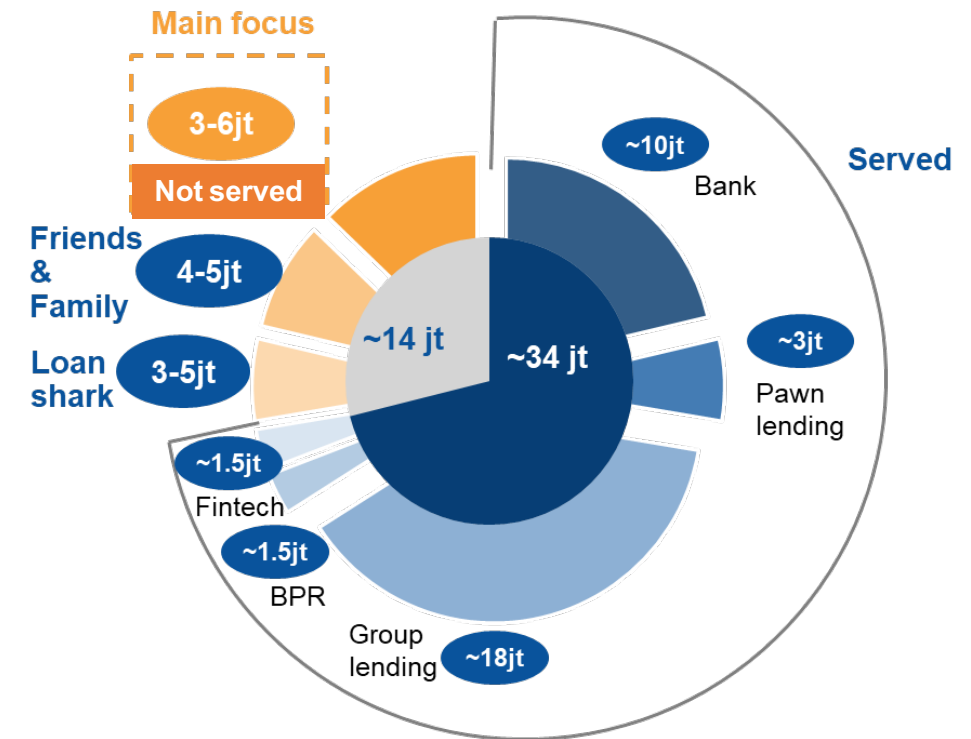 Main focus
3-6jt
Not served
Friends
&
Family
4-5jt
Loan
shark
3-5jt
~14 jt
~34 jt
~10jt
Bank
Served
~3jt
Pawn
lending
~1.5jt
Fintech
~1.5jt
BPR
Group
lending
~18jt